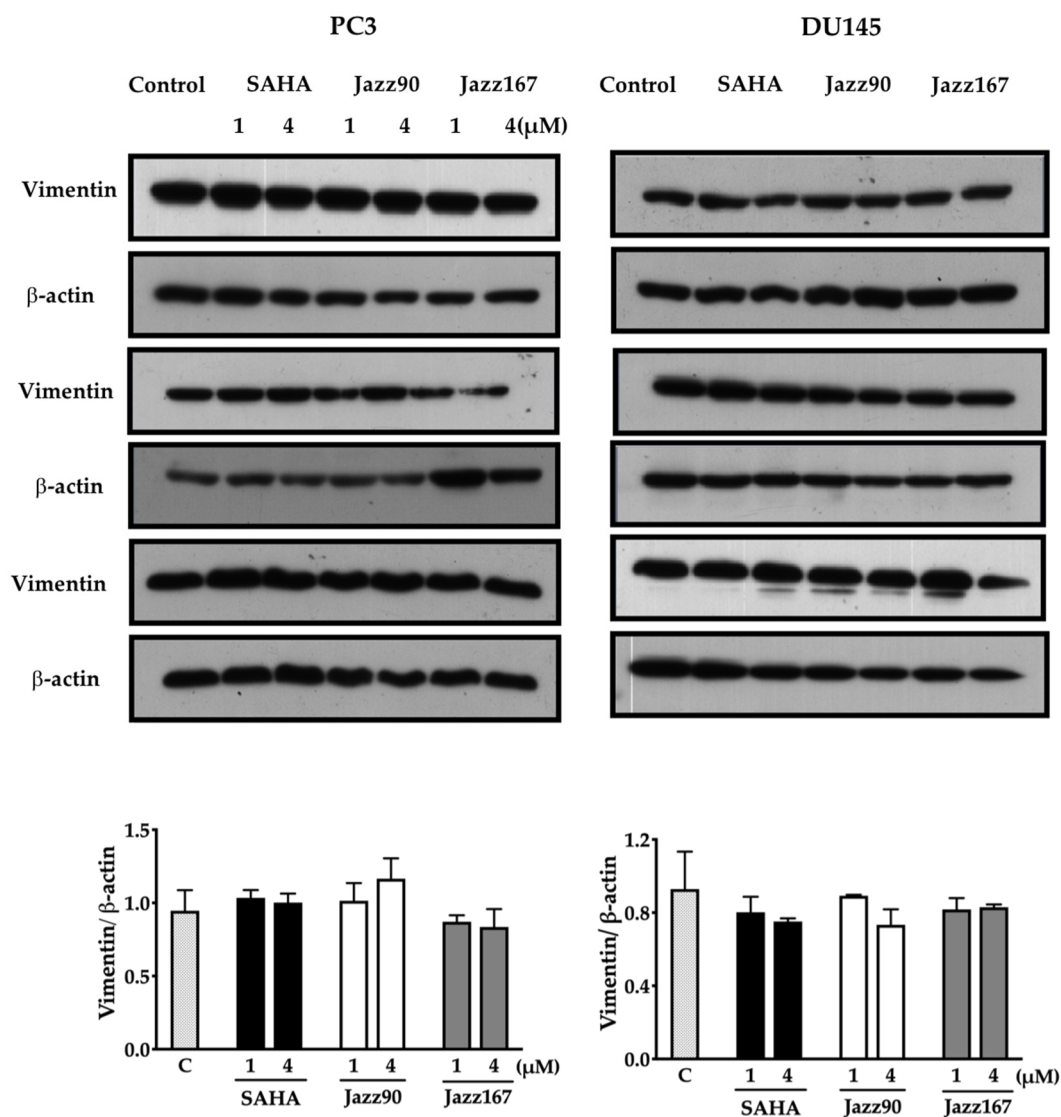 PC3 DU145
Control SAHA Jazz90 Jazz167 SAHA Jazz90 Jazz167
Control
1 4 1 4 1 4(μM)
Vimentin
β-actin
Vimentin
β-actin
Vimentin
β-actin
Vimentin/ β-actin
1.5
1.0
0.5
0.0
C 1 4 1 4 1 4 (μM)
SAHA Jazz90 Jazz167
Vimentin/ β-actin
1.2
0.8
0.4
0.0
C 1 4 1 4 1 4 (μM)
SAHA Jazz90 Jazz167